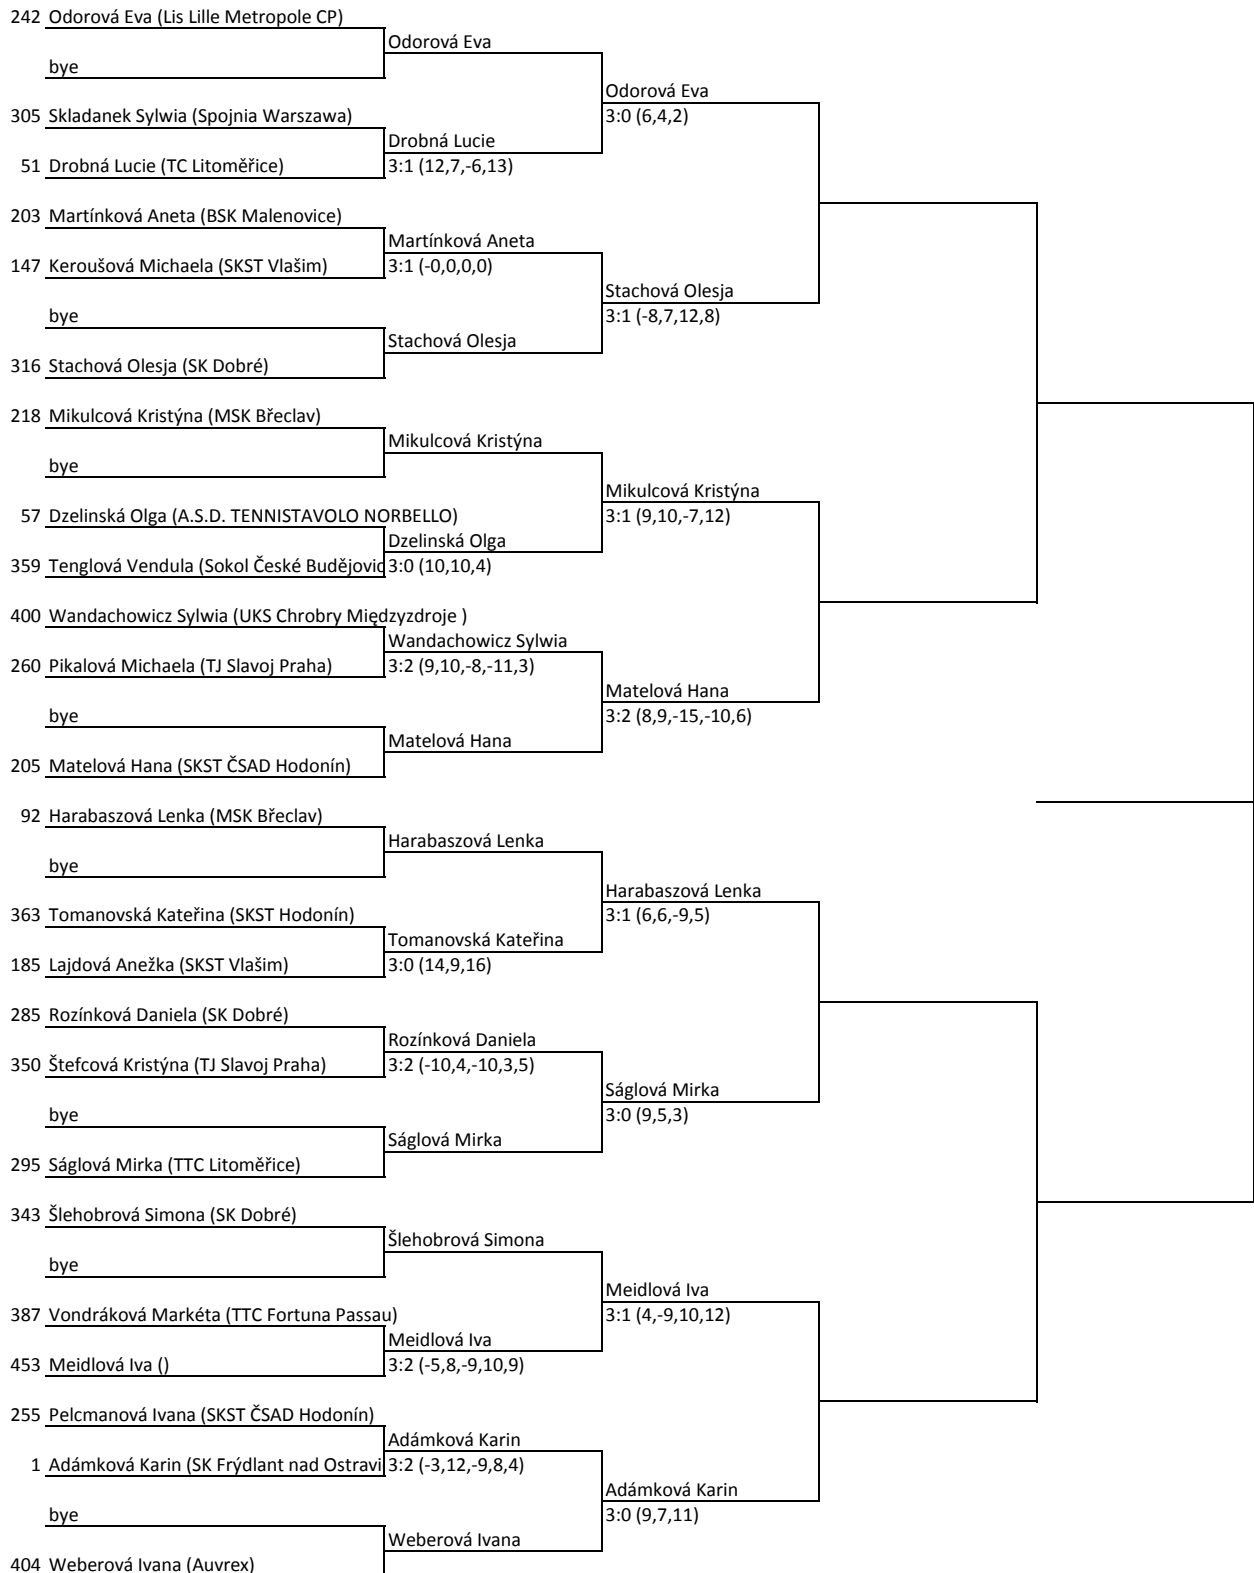 242 Odorová Eva (Lis Lille Metropole CP)
Odorová Eva
bye
Odorová Eva
305 Skladanek Sylwia (Spojnia Warszawa)
3:0 (6,4,2)
Drobná Lucie
51 Drobná Lucie (TC Litoměřice)
3:1 (12,7,-6,13)
203 Martínková Aneta (BSK Malenovice)
Martínková Aneta
147 Keroušová Michaela (SKST Vlašim)
3:1 (-0,0,0,0)
Stachová Olesja
bye
3:1 (-8,7,12,8)
Stachová Olesja
316 Stachová Olesja (SK Dobré)
218 Mikulcová Kristýna (MSK Břeclav)
Mikulcová Kristýna
bye
Mikulcová Kristýna
57 Dzelinská Olga (A.S.D. TENNISTAVOLO NORBELLO)
3:1 (9,10,-7,12)
Dzelinská Olga
359 Tenglová Vendula (Sokol České Budějovic
3:0 (10,10,4)
400 Wandachowicz Sylwia (UKS Chrobry Międzyzdroje )
Wandachowicz Sylwia
260 Pikalová Michaela (TJ Slavoj Praha)
3:2 (9,10,-8,-11,3)
Matelová Hana
bye
3:2 (8,9,-15,-10,6)
Matelová Hana
205 Matelová Hana (SKST ČSAD Hodonín)
92 Harabaszová Lenka (MSK Břeclav)
Harabaszová Lenka
bye
Harabaszová Lenka
363 Tomanovská Kateřina (SKST Hodonín)
3:1 (6,6,-9,5)
Tomanovská Kateřina
185 Lajdová Anežka (SKST Vlašim)
3:0 (14,9,16)
285 Rozínková Daniela (SK Dobré)
Rozínková Daniela
350 Štefcová Kristýna (TJ Slavoj Praha)
3:2 (-10,4,-10,3,5)
Ságlová Mirka
bye
3:0 (9,5,3)
Ságlová Mirka
295 Ságlová Mirka (TTC Litoměřice)
343 Šlehobrová Simona (SK Dobré)
Šlehobrová Simona
bye
Meidlová Iva
387 Vondráková Markéta (TTC Fortuna Passau)
3:1 (4,-9,10,12)
Meidlová Iva
453 Meidlová Iva ()
3:2 (-5,8,-9,10,9)
255 Pelcmanová Ivana (SKST ČSAD Hodonín)
Adámková Karin
1 Adámková Karin (SK Frýdlant nad Ostravi
3:2 (-3,12,-9,8,4)
Adámková Karin
bye
3:0 (9,7,11)
Weberová Ivana
404 Weberová Ivana (Auvrex)